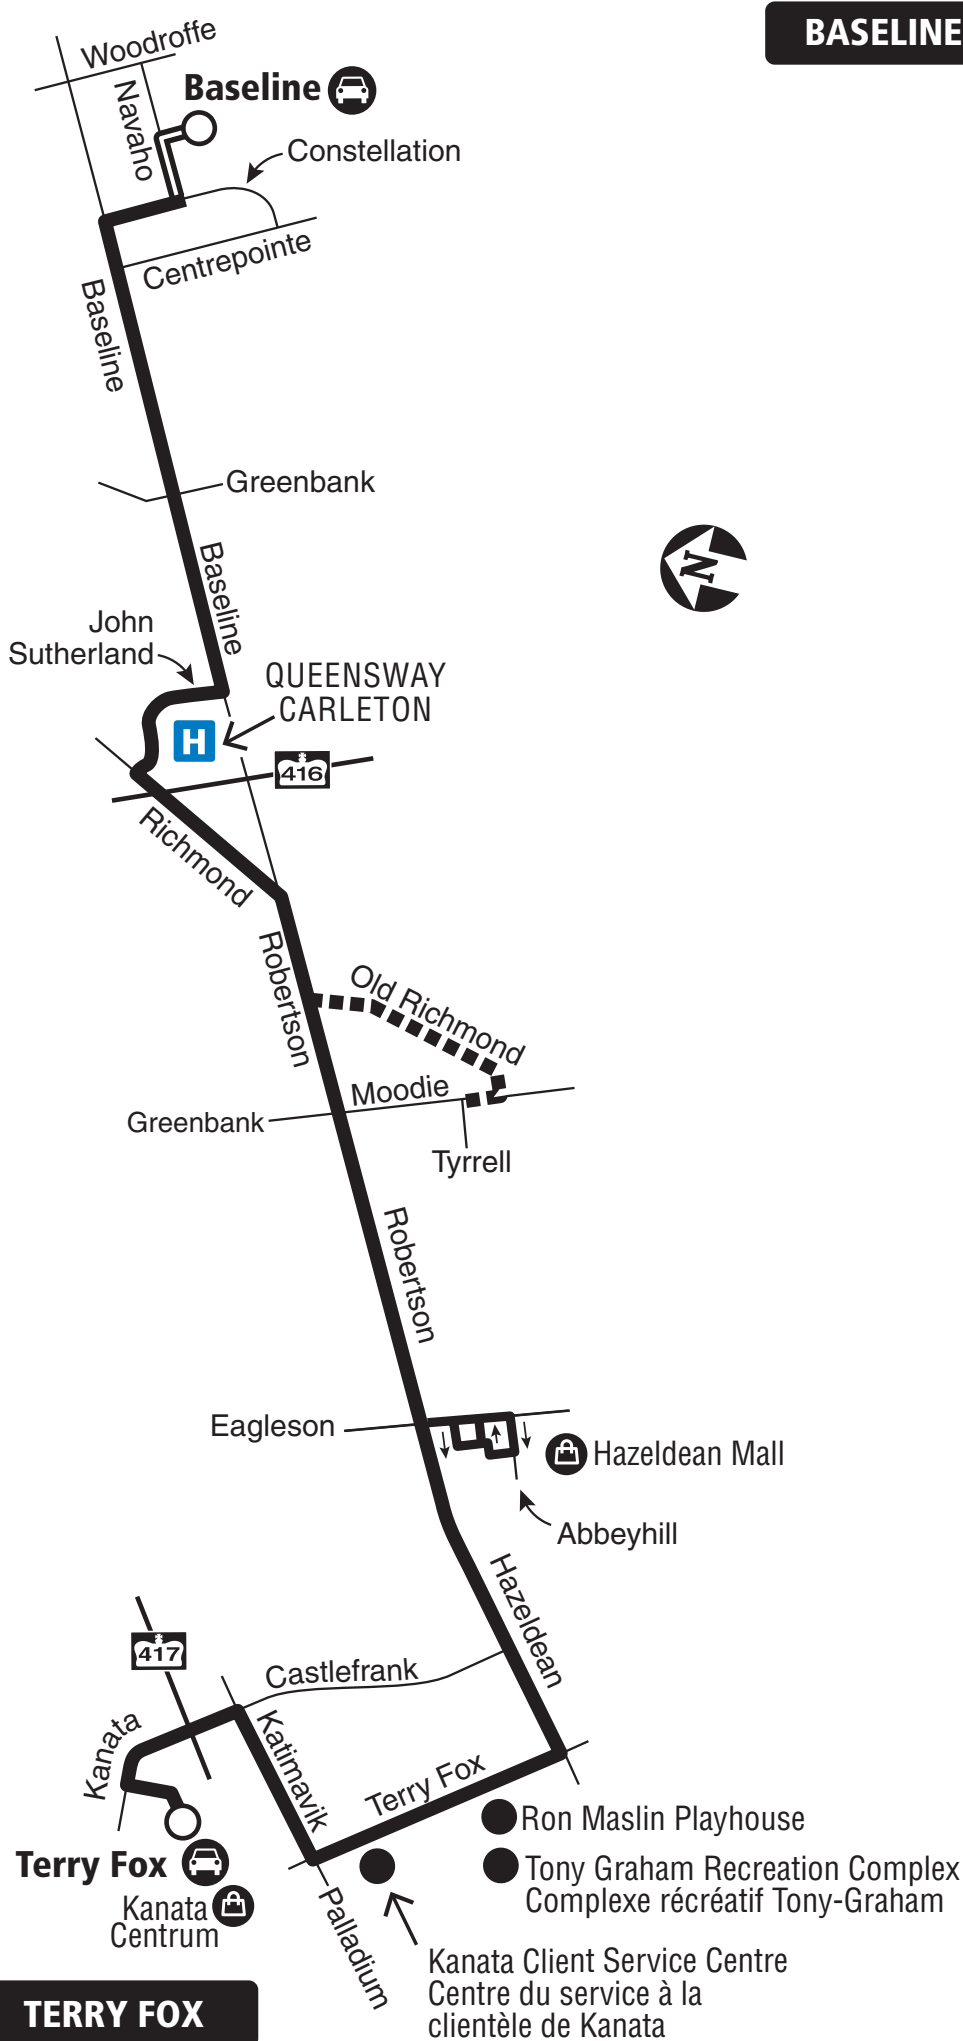 BASELINE
Woodroffe
Navaho
Baseline
Constellation
Centrepointe
Baseline
Greenbank
Baseline
N
John
Sutherland
QUEENSWAY
CARLETON
H
416
Richmond
Robertson
Old Richmond
Moodie
Greenbank
Tyrrell
Robertson
Eagleson
Hazeldean Mall
Abbeyhill
Hazeldean
417
Castlefrank
Kanata
Katimavik
Terry Fox
Ron Maslin Playhouse
Terry Fox
Tony Graham Recreation Complex
Complexe récréatif Tony-Graham
Kanata
Centrum
Palladium
Kanata Client Service Centre
Centre du service à la
clientèle de Kanata
TERRY FOX